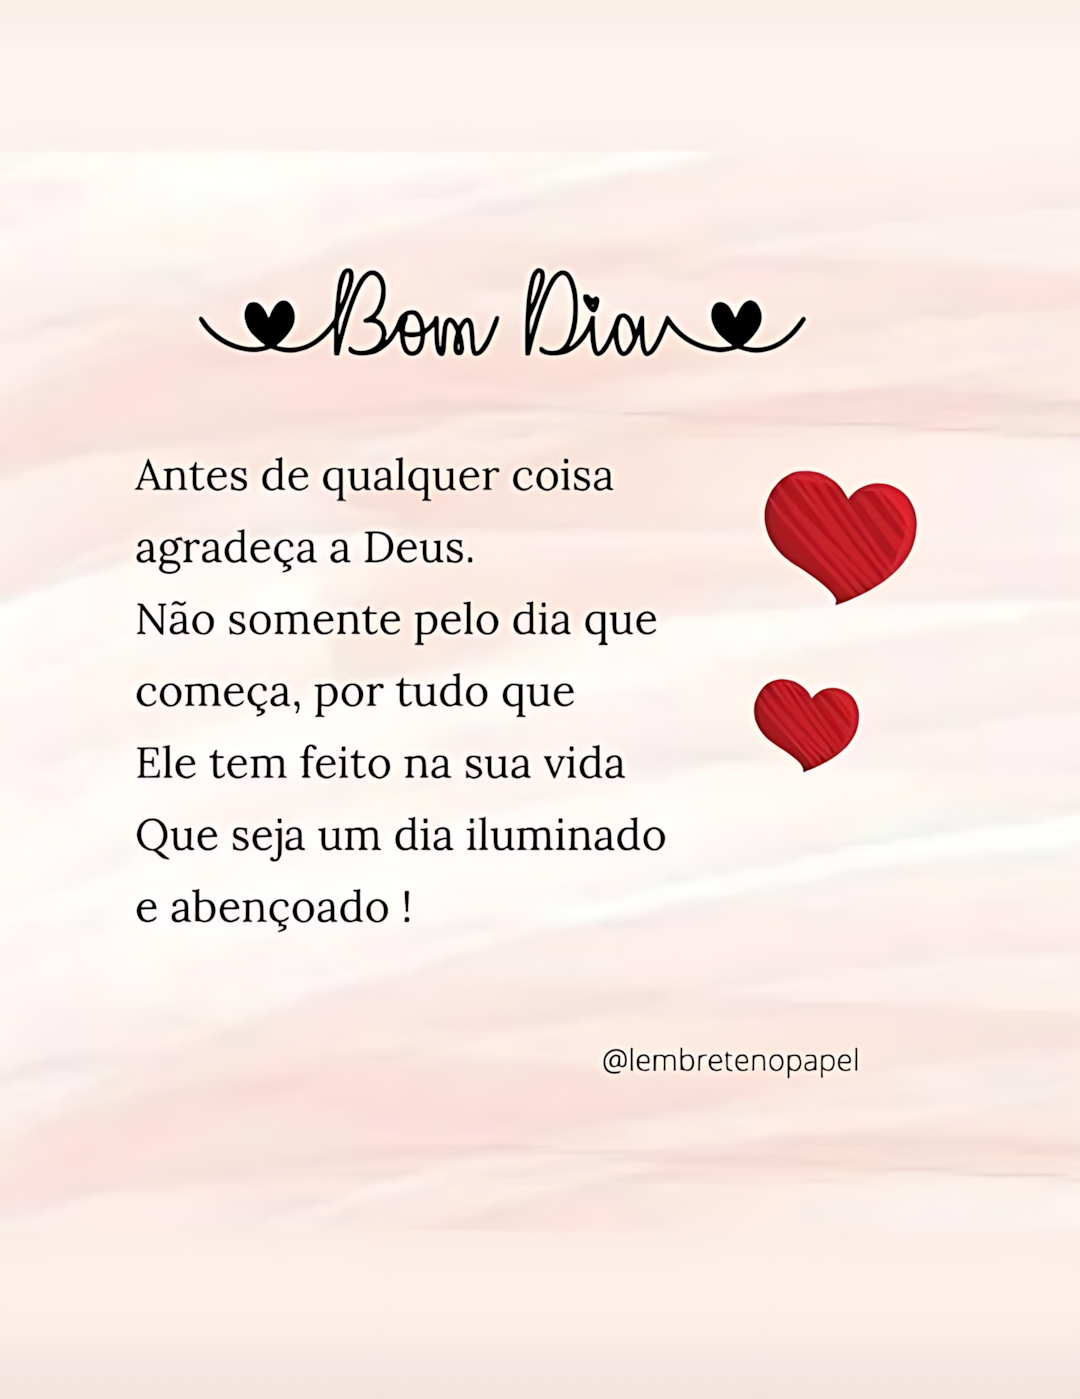 Bom Dia
Antes de qualquer coisa
agradeça a Deus.
Não somente pelo dia que
começa, por tudo que
Ele tem feito na sua vida
Que seja um dia iluminado
e abençoado !
@lembretenopapel